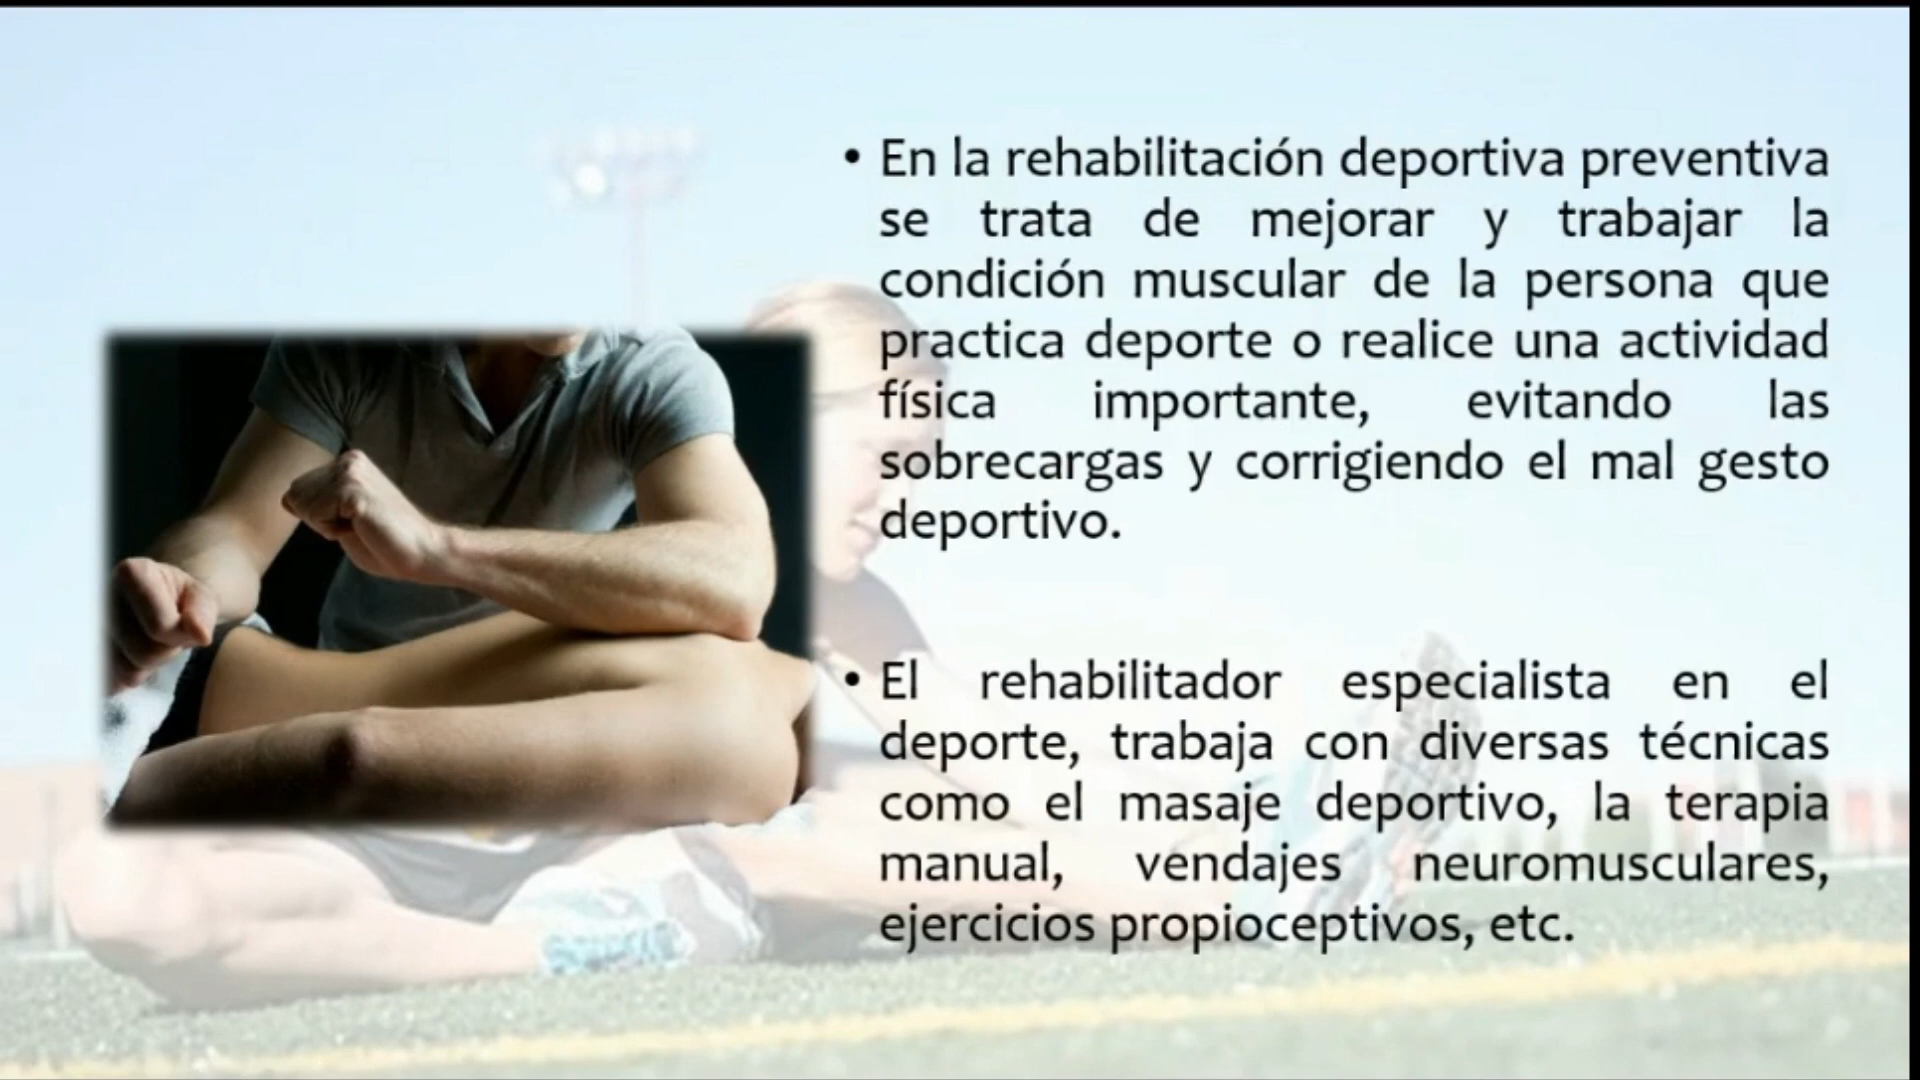 • En la rehabilitación deportiva preventiva
se trata de mejorar y trabajar la
condición muscular de la persona que
practica deporte o realice una actividad
física importante, evitando las
sobrecargas y corrigiendo el mal gesto
deportivo.
• El rehabilitador especialista en el
deporte, trabaja con diversas técnicas
como el masaje deportivo, la terapia
manual, vendajes neuromusculares,
ejercicios propioceptivos, etc.